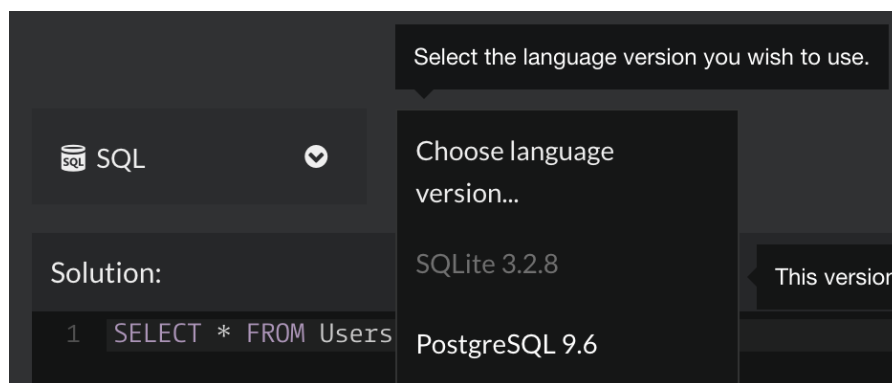 Select the language version you wish to use.
SQL SQL
Choose language
version...
SQLite 3.2.8
Solution:
This version
1 SELECT * FROM Users
PostgreSQL 9.6